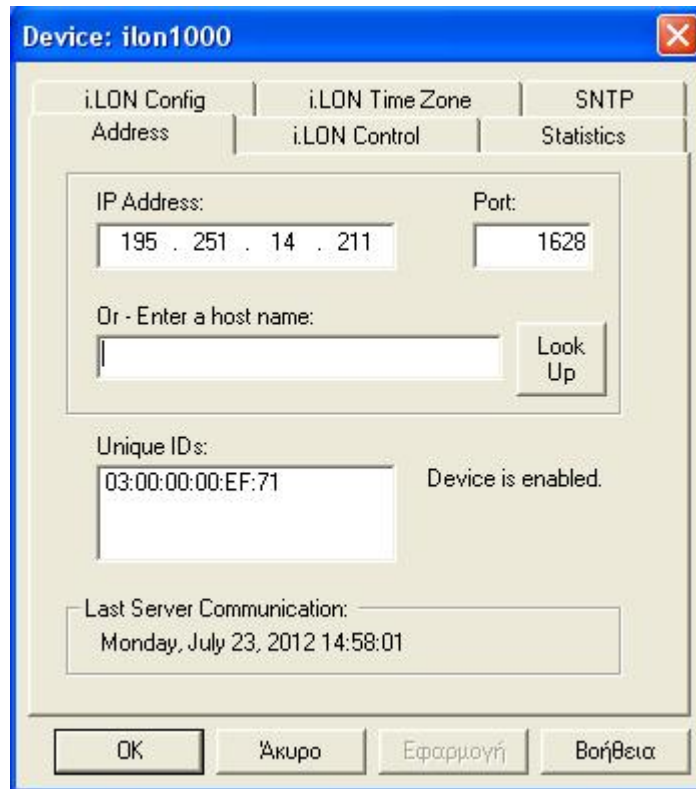 Device: ilon1000
i.LON Config i.LON Time Zone SNTP
Address i.LON Control Statistics
IP Address: Port:
195 . 251 . 14 . 211 1628
Or - Enter a host name:
Look
Up
Unique IDs:
03:00:00:00:EF:71 Device is enabled.
Last Server Communication:
Monday, July 23, 2012 14:58:01
OK Άκυρο Εφαρμογή Βοήθεια